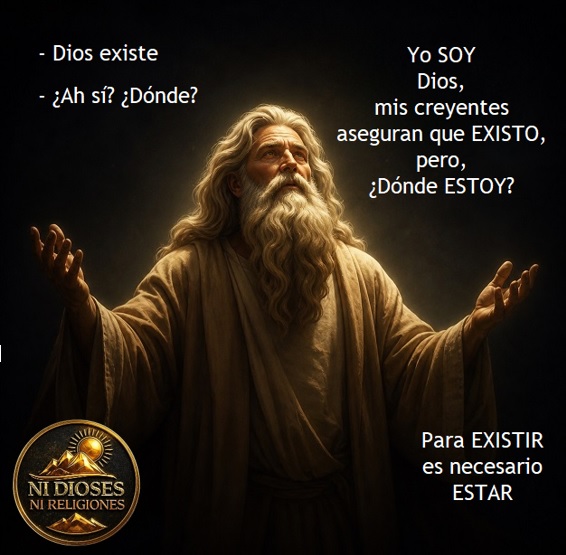 - Dios existe
- ¿Ah sí? ¿Dónde?
Yo SOY
Dios,
mis creyentes
aseguran que EXISTO,
pero,
¿Dónde ESTOY?
Para EXISTIR
es necesario
ESTAR
NI DIOSES
NI RELIGIONES